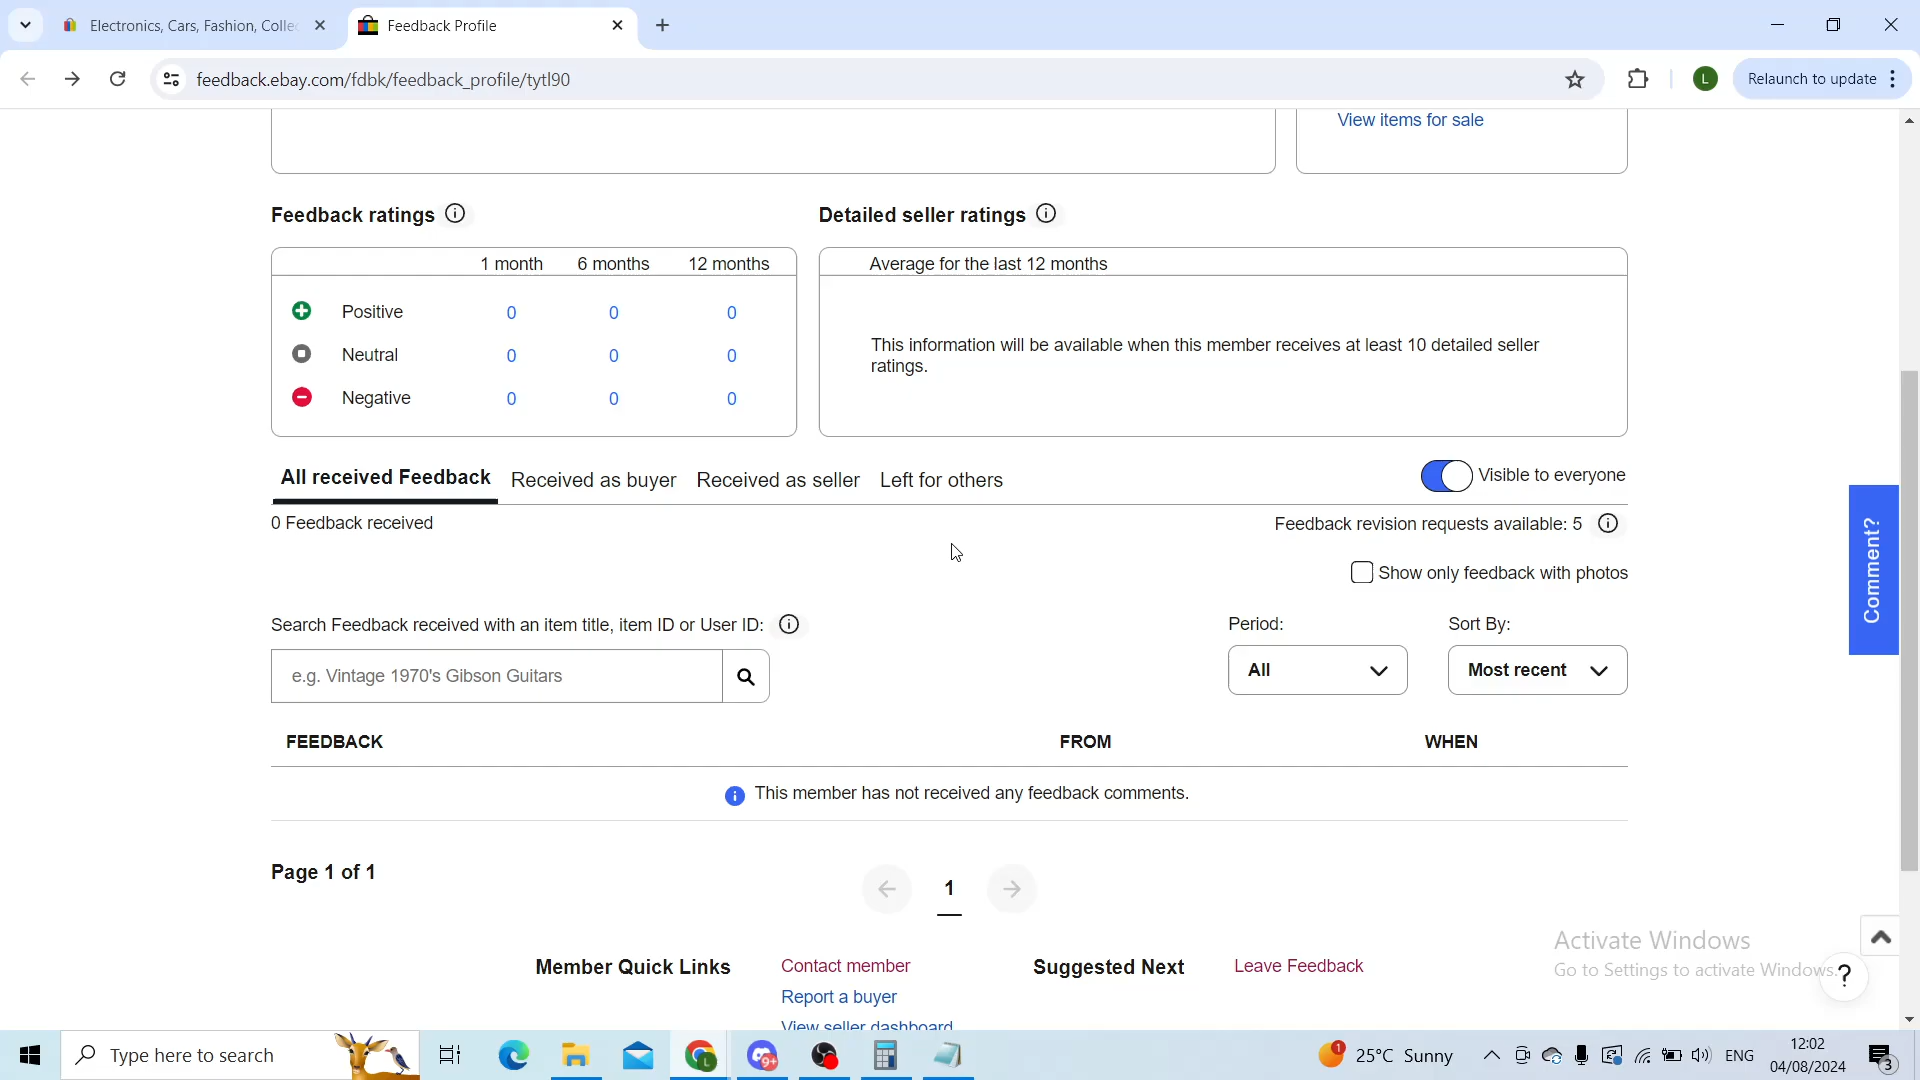 Electronics, Cars, Fashion, Collec
Feedback Profile
feedback.ebay.com/fdbk/feedback_profile/tytl90
L
Relaunch to update
View items for sale
Feedback ratings
Detailed seller ratings
1 month 6 months 12 months
Average for the last 12 months
Positive 0 0 0
Neutral 0 0 0
Negative 0 0 0
This information will be available when this member receives at least 10 detailed seller
ratings.
All received Feedback Received as buyer Received as seller Left for others
Visible to everyone
0 Feedback received
Feedback revision requests available: 5
Show only feedback with photos
Comment?
Search Feedback received with an item title, item ID or User ID:
Period:
Sort By:
e.g. Vintage 1970's Gibson Guitars
All
Most recent
FEEDBACK FROM WHEN
This member has not received any feedback comments.
Page 1 of 1
1
Member Quick Links
Contact member
Report a buyer
View seller dashboard
Suggested Next
Leave Feedback
Activate Windows
Go to Settings to activate Windows.
?
Type here to search
9+
1
25°C Sunny
ENG
12:02
04/08/2024
3